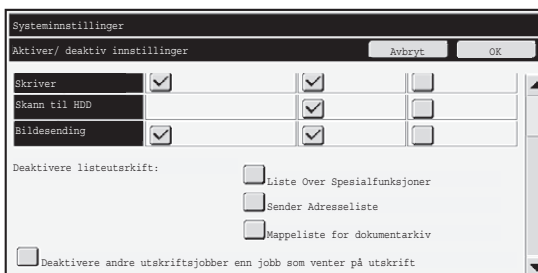 Systeminnstillinger
Aktiver/ deaktiv innstillinger Avbryt OK
Skriver
Skann til HDD
Bildesending
Deaktivere listeutskrift:
Liste Over Spesialfunksjoner
Sender Adresseliste
Mappeliste for dokumentarkiv
Deaktivere andre utskriftsjobber enn jobb som venter på utskrift